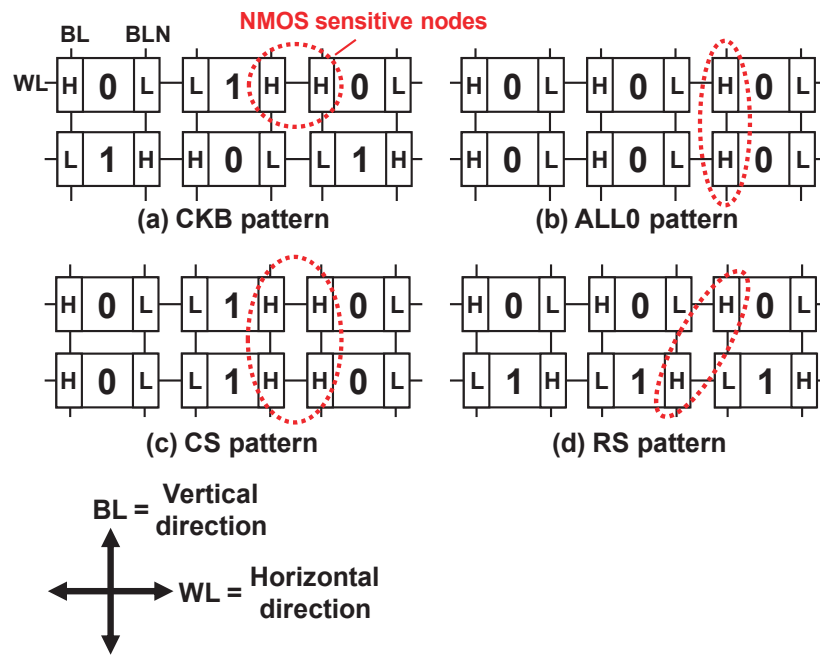 NMOS sensitive nodes
BL BLN
WL H 0 L L 1 H H 0 L
L 1 H H 0 L L 1 H
(a) CKB pattern
H 0 L H 0 L H 0 L
H 0 L H 0 L H 0 L
(b) ALL0 pattern
H 0 L L 1 H H 0 L
H 0 L L 1 H H 0 L
(c) CS pattern
H 0 L H 0 L H 0 L
L 1 H L 1 H L 1 H
(d) RS pattern
BL = Vertical
direction
WL = Horizontal
direction